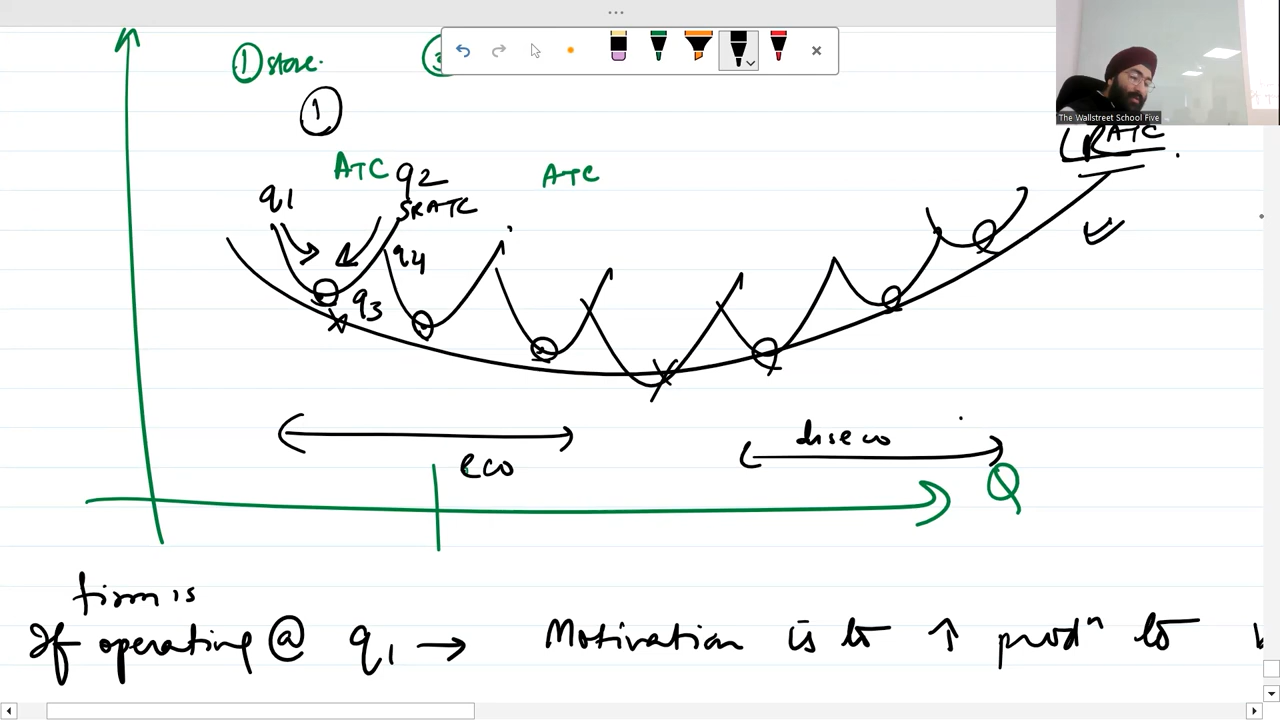 ① store.
①
The Wallstreet School Five
LRATC
ATC q2 ATC
q1 SRATC
q4
q3
diseco
eco
Q
firm is
If operating @ q1 → Motivation is to ↑ prodⁿ to